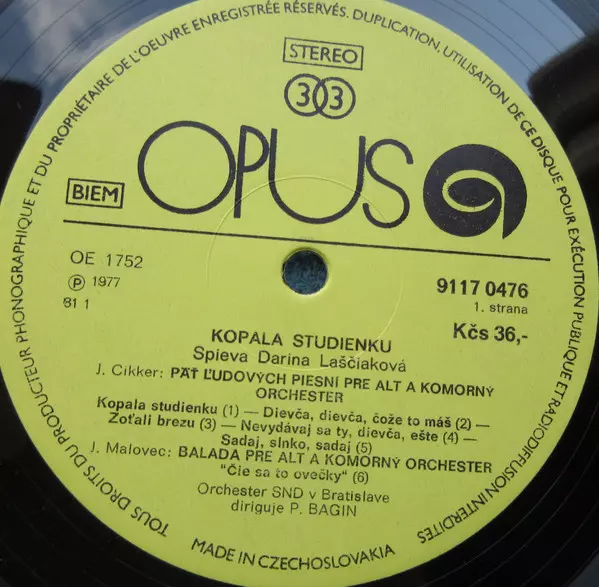 TOUS DROITS DU PRODUCTEUR PHONOGRAPHIQUE ET DU PROPRIÉTAIRE DE L'OEUVRE ENREGISTRÉE RÉSERVÉS. DUPLICATION, UTILISATION DE CE DISQUE POUR EXÉCUTION PUBLIQUE ET RADIODIFFUSION INTERDITES
STEREO
33
OPUS
BIEM
OE 1752
℗ 1977
81 1
9117 0476
1. strana
Kčs 36,-
KOPALA STUDIENKU
Spieva Darina Laščiaková
J. Cikker: PÄŤ ĽUDOVÝCH PIESNÍ PRE ALT A KOMORNÝ
ORCHESTER
Kopala studienku (1) — Dievča, dievča, čože to máš (2) —
Zoťali brezu (3) — Nevydávaj sa ty, dievča, ešte (4) —
Sadaj, slnko, sadaj (5)
J. Malovec: BALADA PRE ALT A KOMORNÝ ORCHESTER
"Čie sa to ovečky" (6)
Orchester SND v Bratislave
diriguje P. BAGIN
MADE IN CZECHOSLOVAKIA